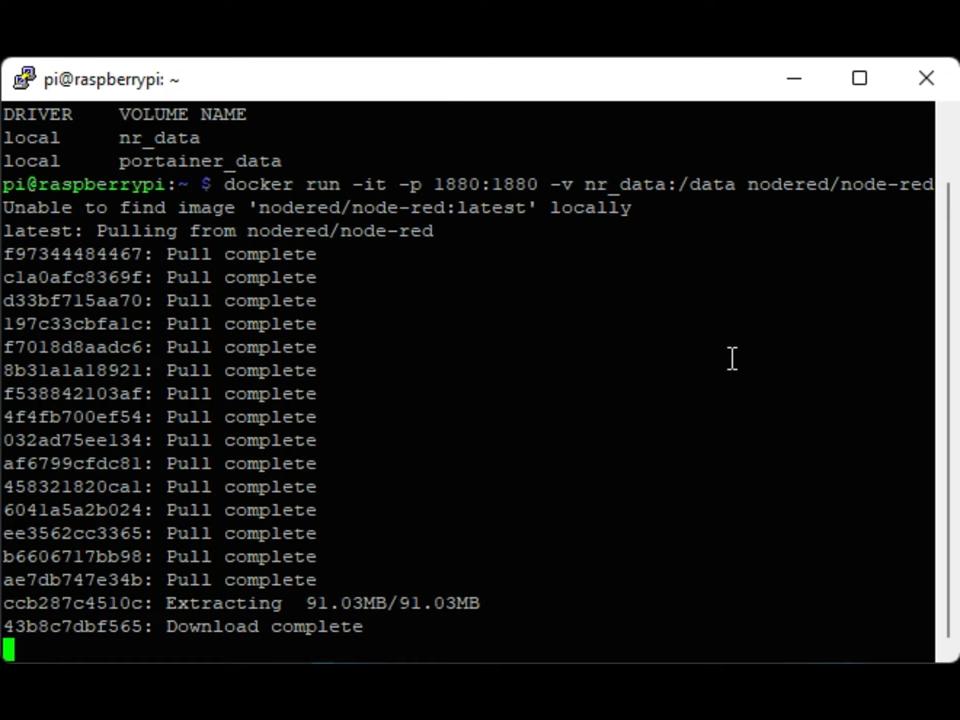 pi@raspberrypi: ~
DRIVER    VOLUME NAME
local     nr_data
local     portainer_data
pi@raspberrypi:~ $ docker run -it -p 1880:1880 -v nr_data:/data nodered/node-red
Unable to find image 'nodered/node-red:latest' locally
latest: Pulling from nodered/node-red
f97344484467: Pull complete
c1a0afc8369f: Pull complete
d33bf715aa70: Pull complete
197c33cbfa1c: Pull complete
f7018d8aadc6: Pull complete
8b31a1a18921: Pull complete
f538842103af: Pull complete
4f4fb700ef54: Pull complete
032ad75ee134: Pull complete
af6799cfdc81: Pull complete
458321820ca1: Pull complete
6041a5a2b024: Pull complete
ee3562cc3365: Pull complete
b6606717bb98: Pull complete
ae7db747e34b: Pull complete
ccb287c4510c: Extracting  91.03MB/91.03MB
43b8c7dbf565: Download complete